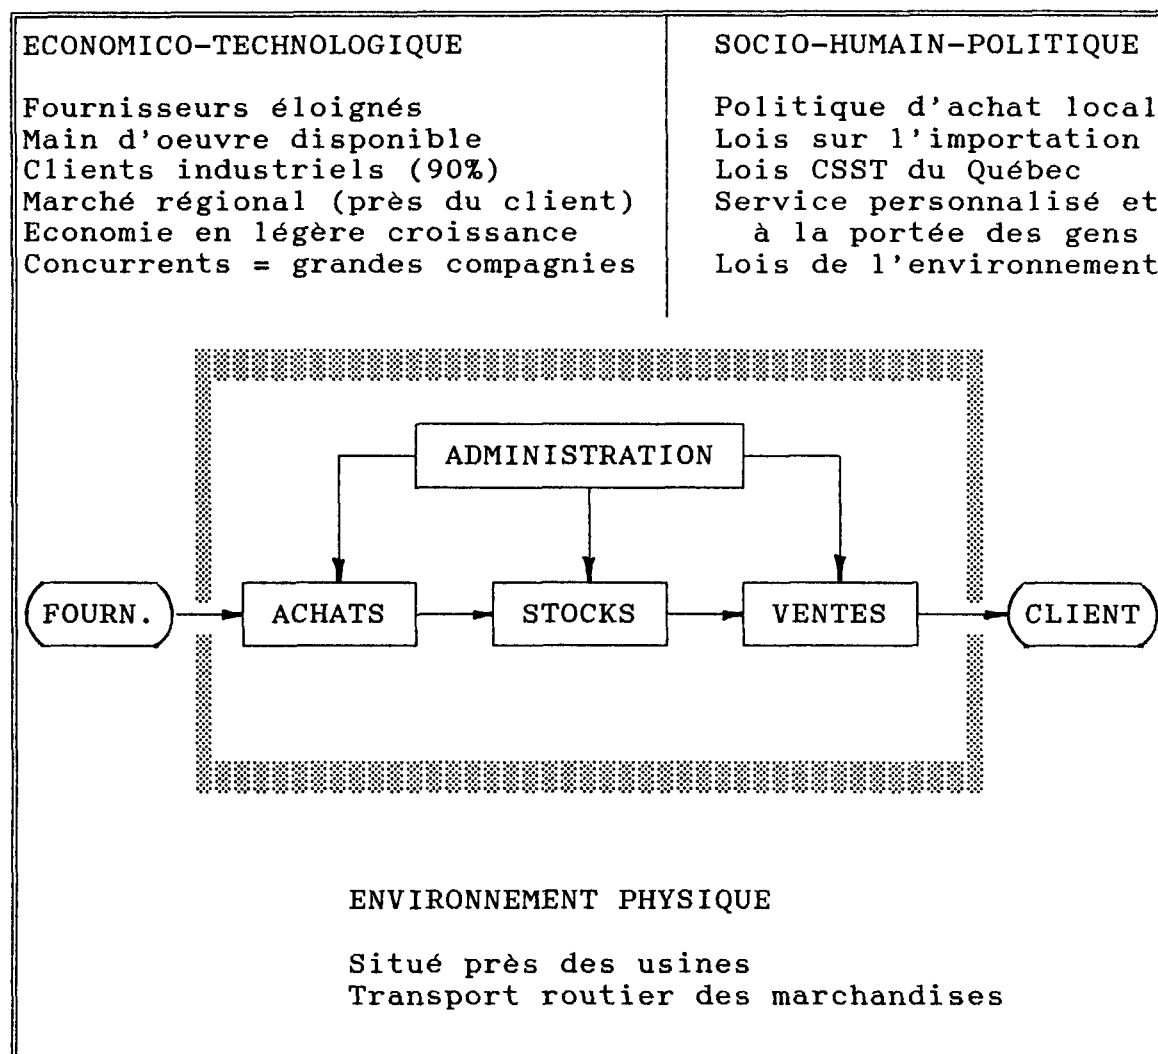 ECONOMICO-TECHNOLOGIQUE
Fournisseurs éloignés
Main d'oeuvre disponible
Clients industriels (90%)
Marché régional (près du client)
Economie en légère croissance
Concurrents = grandes compagnies
SOCIO-HUMAIN-POLITIQUE
Politique d'achat local
Lois sur l'importation
Lois CSST du Québec
Service personnalisé et
à la portée des gens
Lois de l'environnement
ADMINISTRATION
FOURN.
ACHATS
STOCKS
VENTES
CLIENT
ENVIRONNEMENT PHYSIQUE
Situé près des usines
Transport routier des marchandises